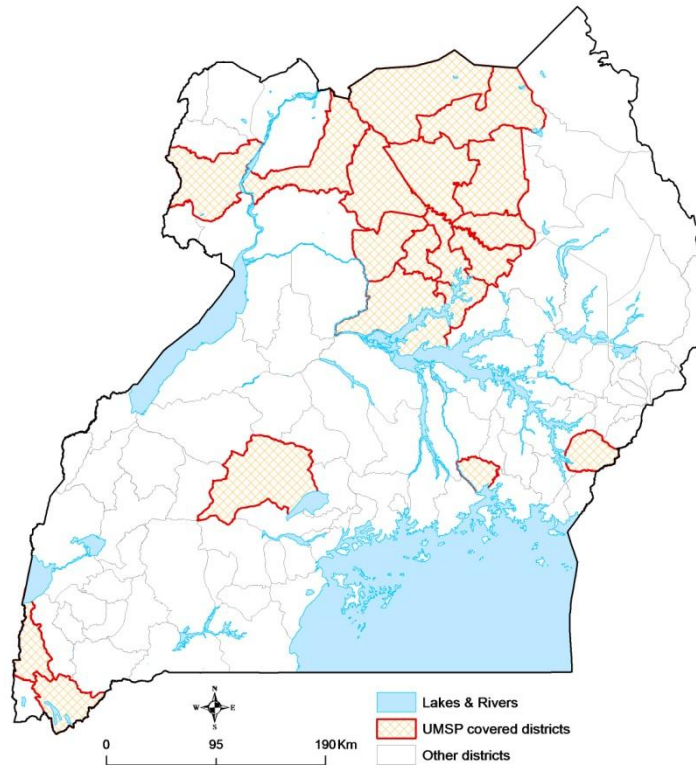 N
W E
S
0 95 190 Km
Lakes & Rivers
UMSP covered districts
Other districts